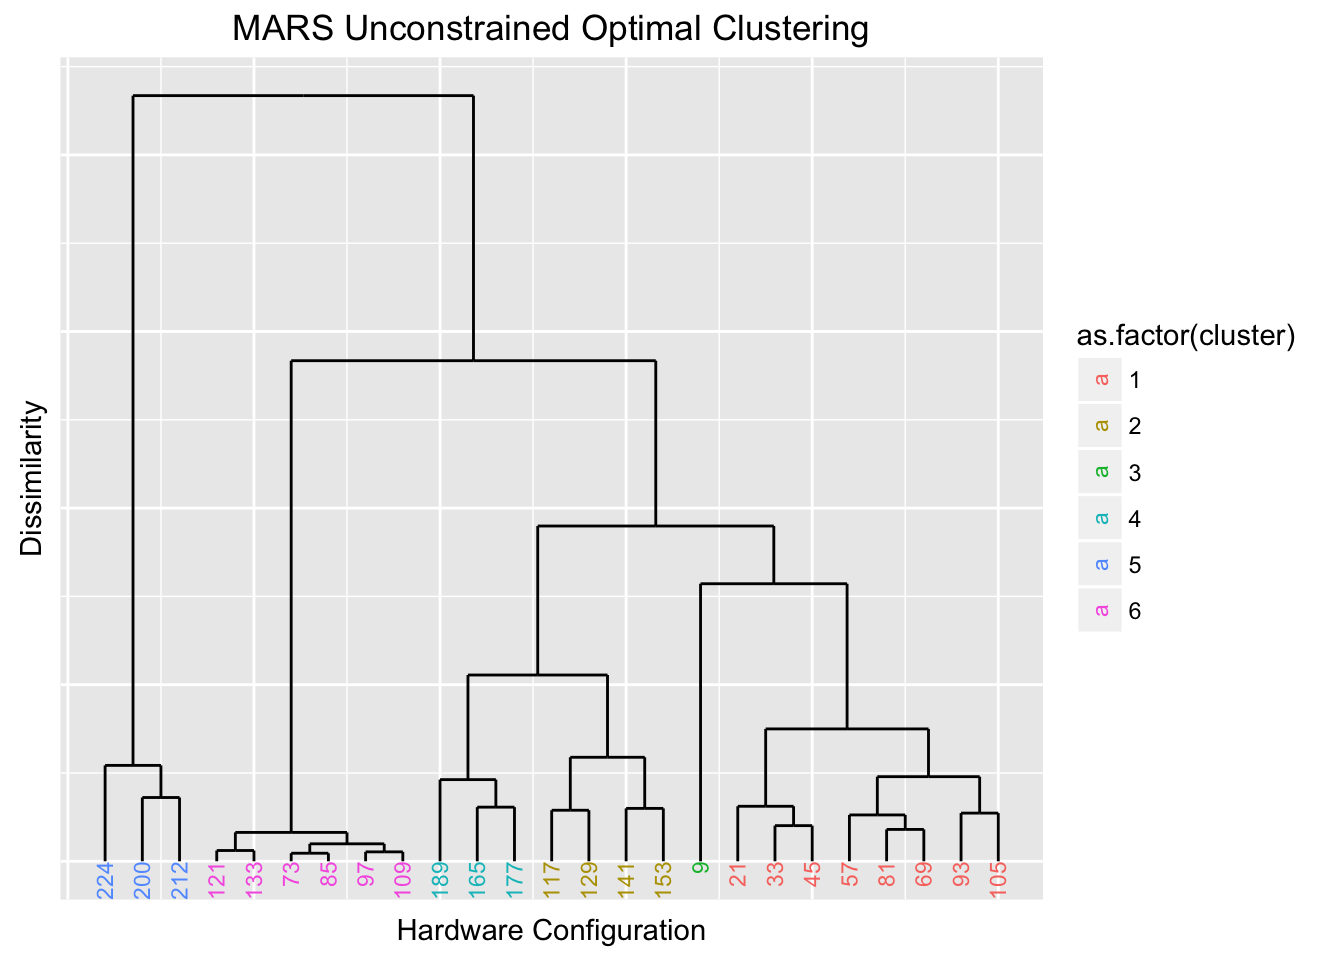 MARS Unconstrained Optimal Clustering
Dissimilarity
224 200 212 121 133 73 85 97 109 189 165 177 117 129 141 153 9 21 33 45 57 81 69 93 105
Hardware Configuration
as.factor(cluster)
a 1
a 2
a 3
a 4
a 5
a 6